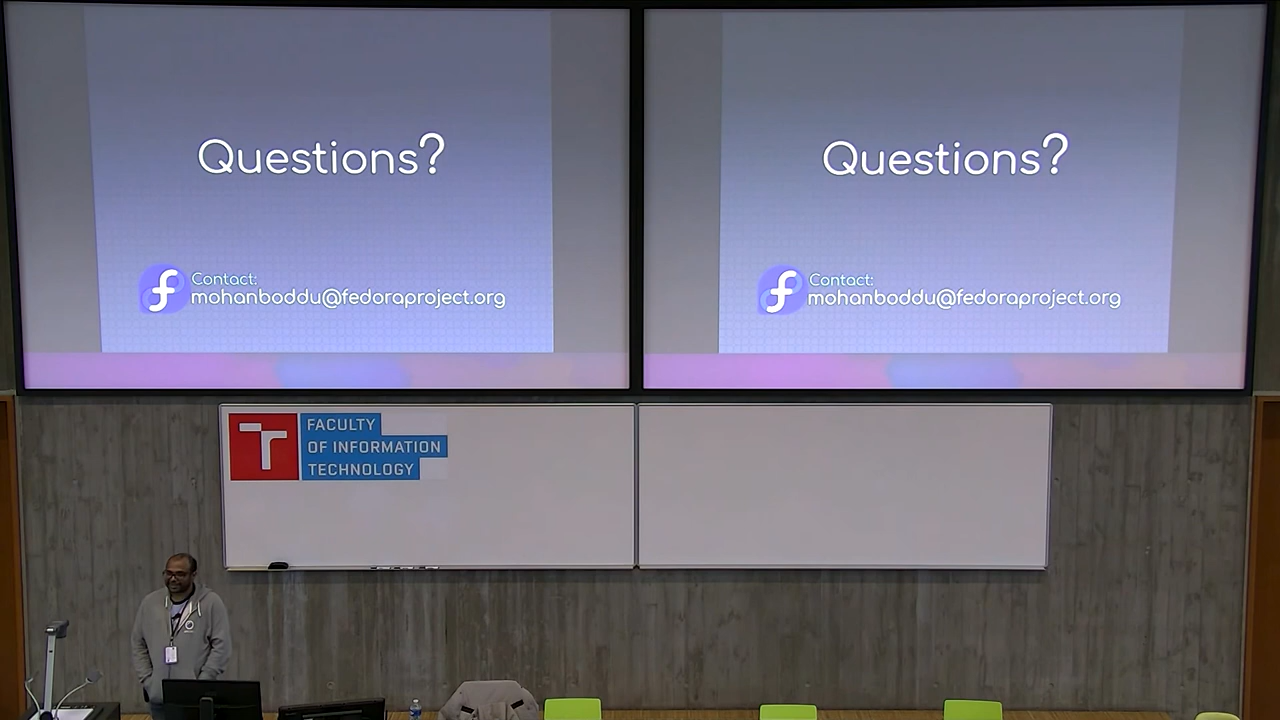 Questions?
Contact:
mohanboddu@fedoraproject.org
Questions?
Contact:
mohanboddu@fedoraproject.org
FACULTY
OF INFORMATION
TECHNOLOGY